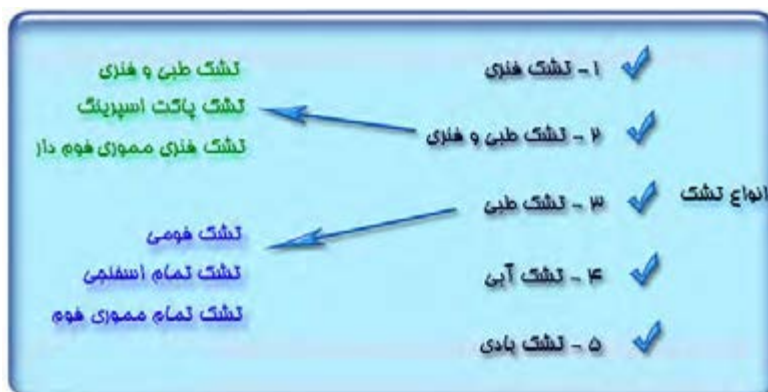 انواع تشک
۱ - تشک فنری
۲ - تشک طبی و فنری
تشک طبی و فنری
تشک پاکت اسپرینگ
تشک فنری مموری فوم دار
۳ - تشک طبی
تشک فومی
تشک تمام اسفنجی
تشک تمام مموری فوم
۴ - تشک آبی
۵ - تشک بادی